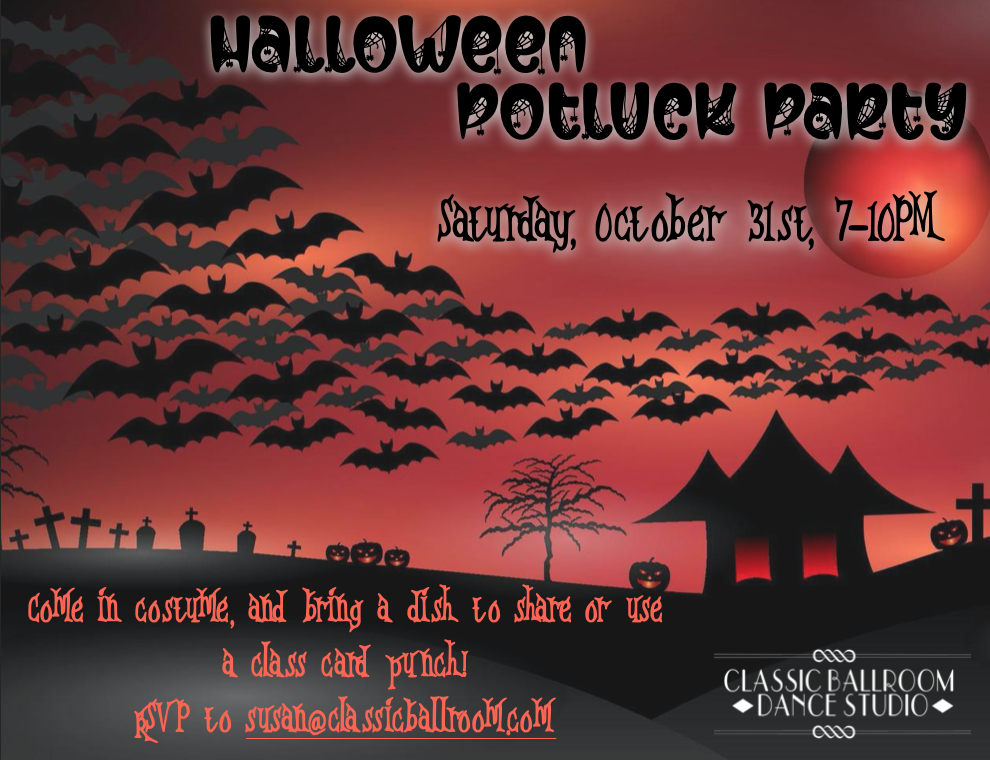 Halloween
Potluck Party
Saturday, October 31st, 7-10PM
Come in costume, and bring a dish to share or use
a class card punch!
RSVP to susan@classicballroom.com
CLASSIC BALLROOM
DANCE STUDIO